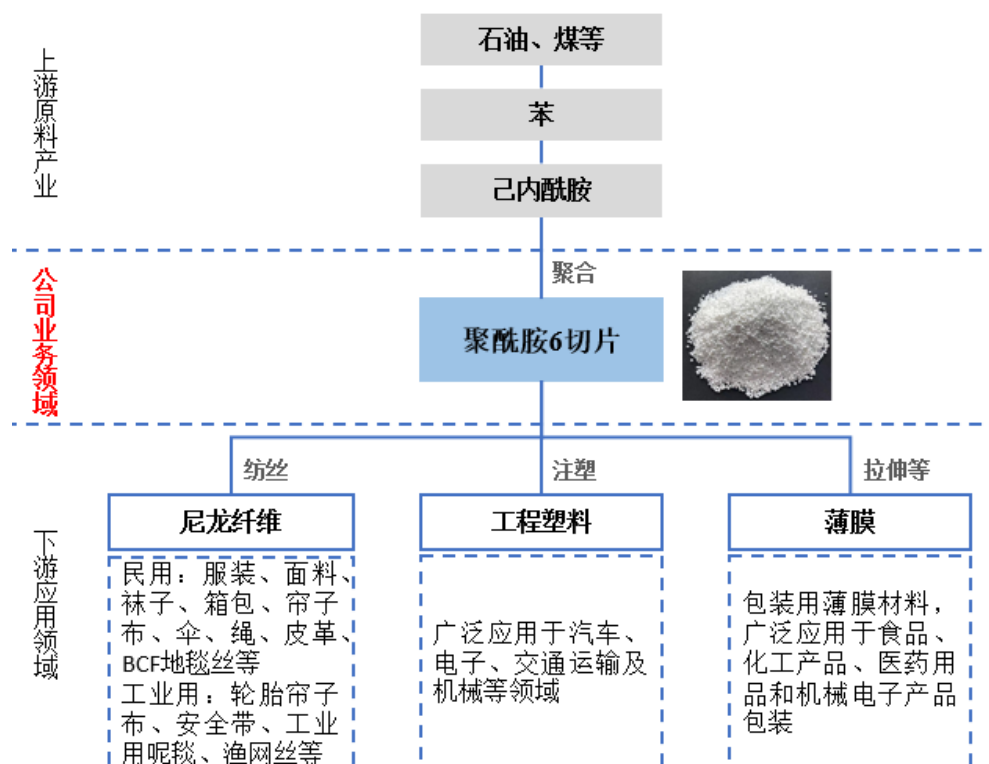 上游原料产业
石油、煤等
苯
己内酰胺
公司业务领域
聚合
聚酰胺6切片
下游应用领域
纺丝
注塑
拉伸等
尼龙纤维
工程塑料
薄膜
民用：服装、面料、
袜子、箱包、帘子
布、伞、绳、皮革、
BCF地毯丝等
工业用：轮胎帘子
布、安全带、工业
用呢毯、渔网丝等
广泛应用于汽车、
电子、交通运输及
机械等领域
包装用薄膜材料，
广泛应用于食品、
化工产品、医药用
品和机械电子产品
包装